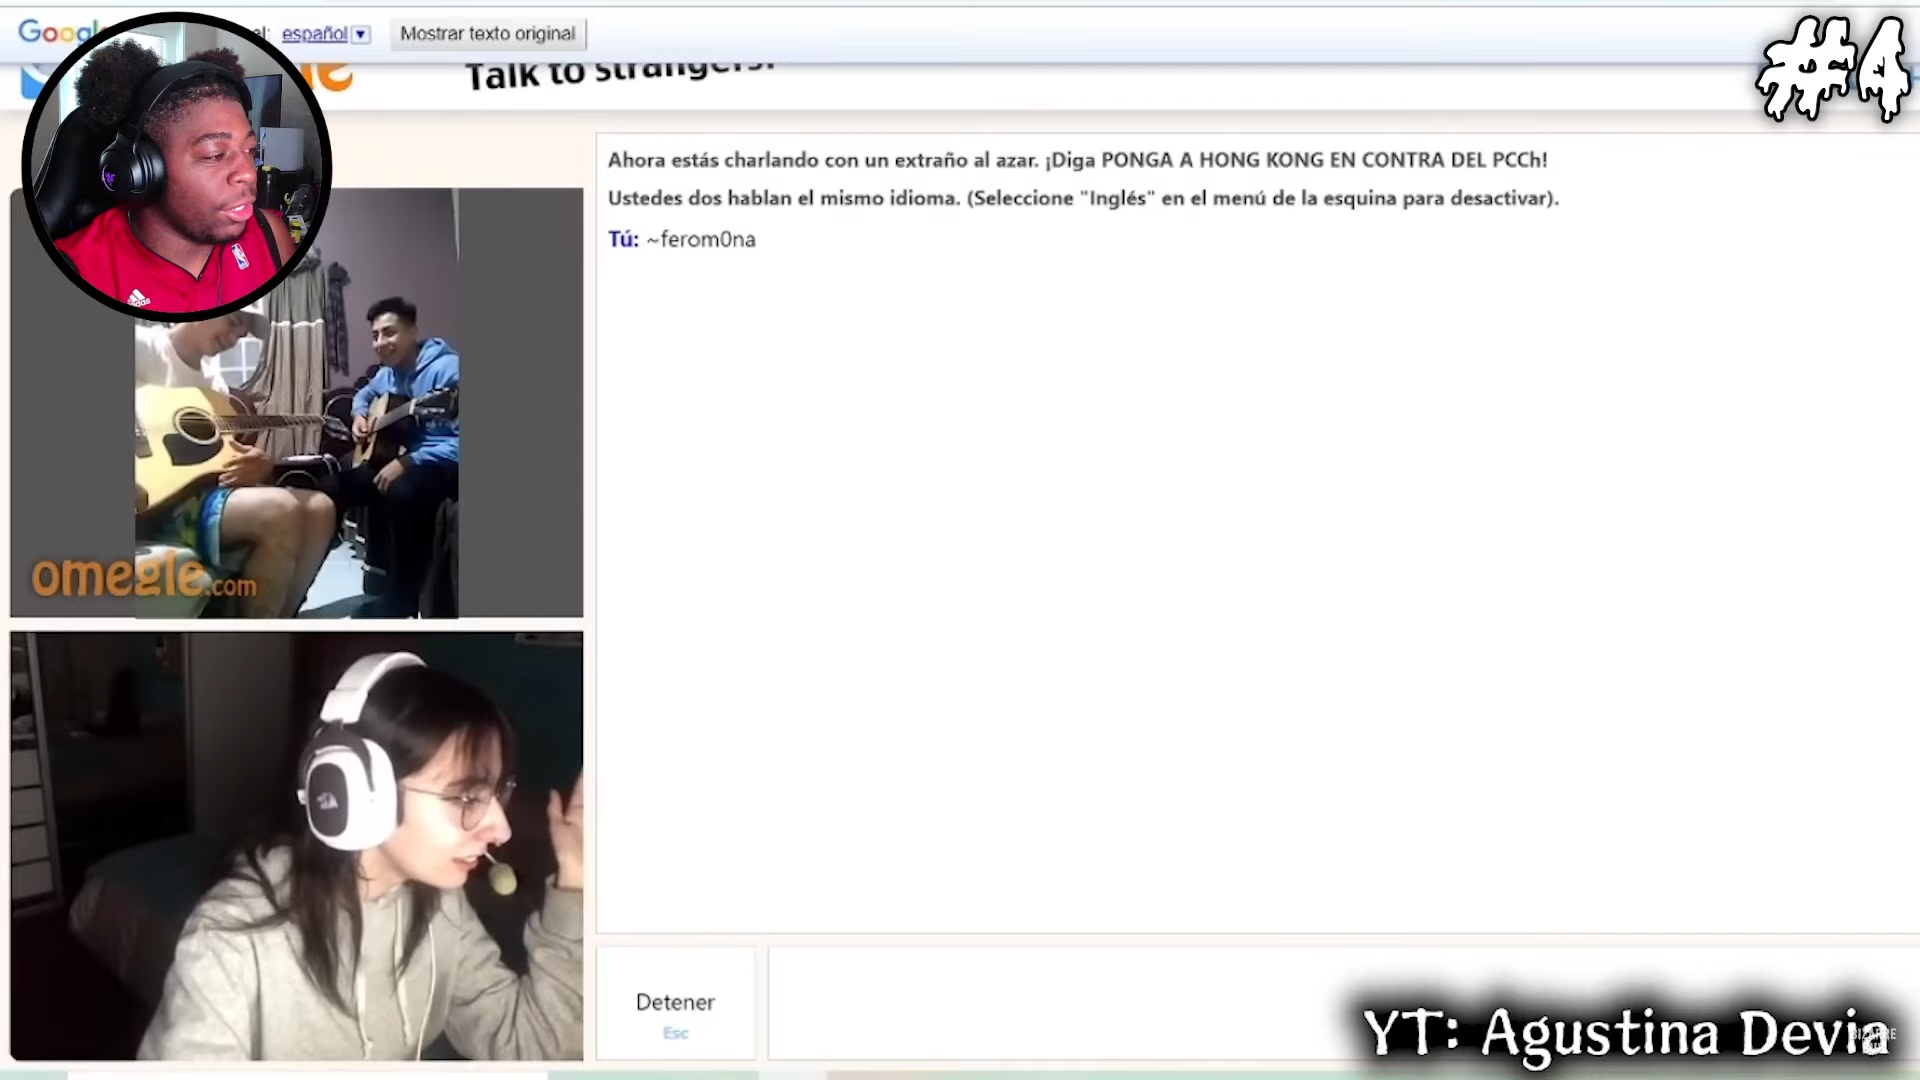 español
Mostrar texto original
#4
Talk to strangers!
Ahora estás charlando con un extraño al azar. ¡Diga PONGA A HONG KONG EN CONTRA DEL PCCh!
Ustedes dos hablan el mismo idioma. (Seleccione "Inglés" en el menú de la esquina para desactivar).
Tú: ~ferom0na
omegle.com
Detener
Esc
YT: Agustina Devia